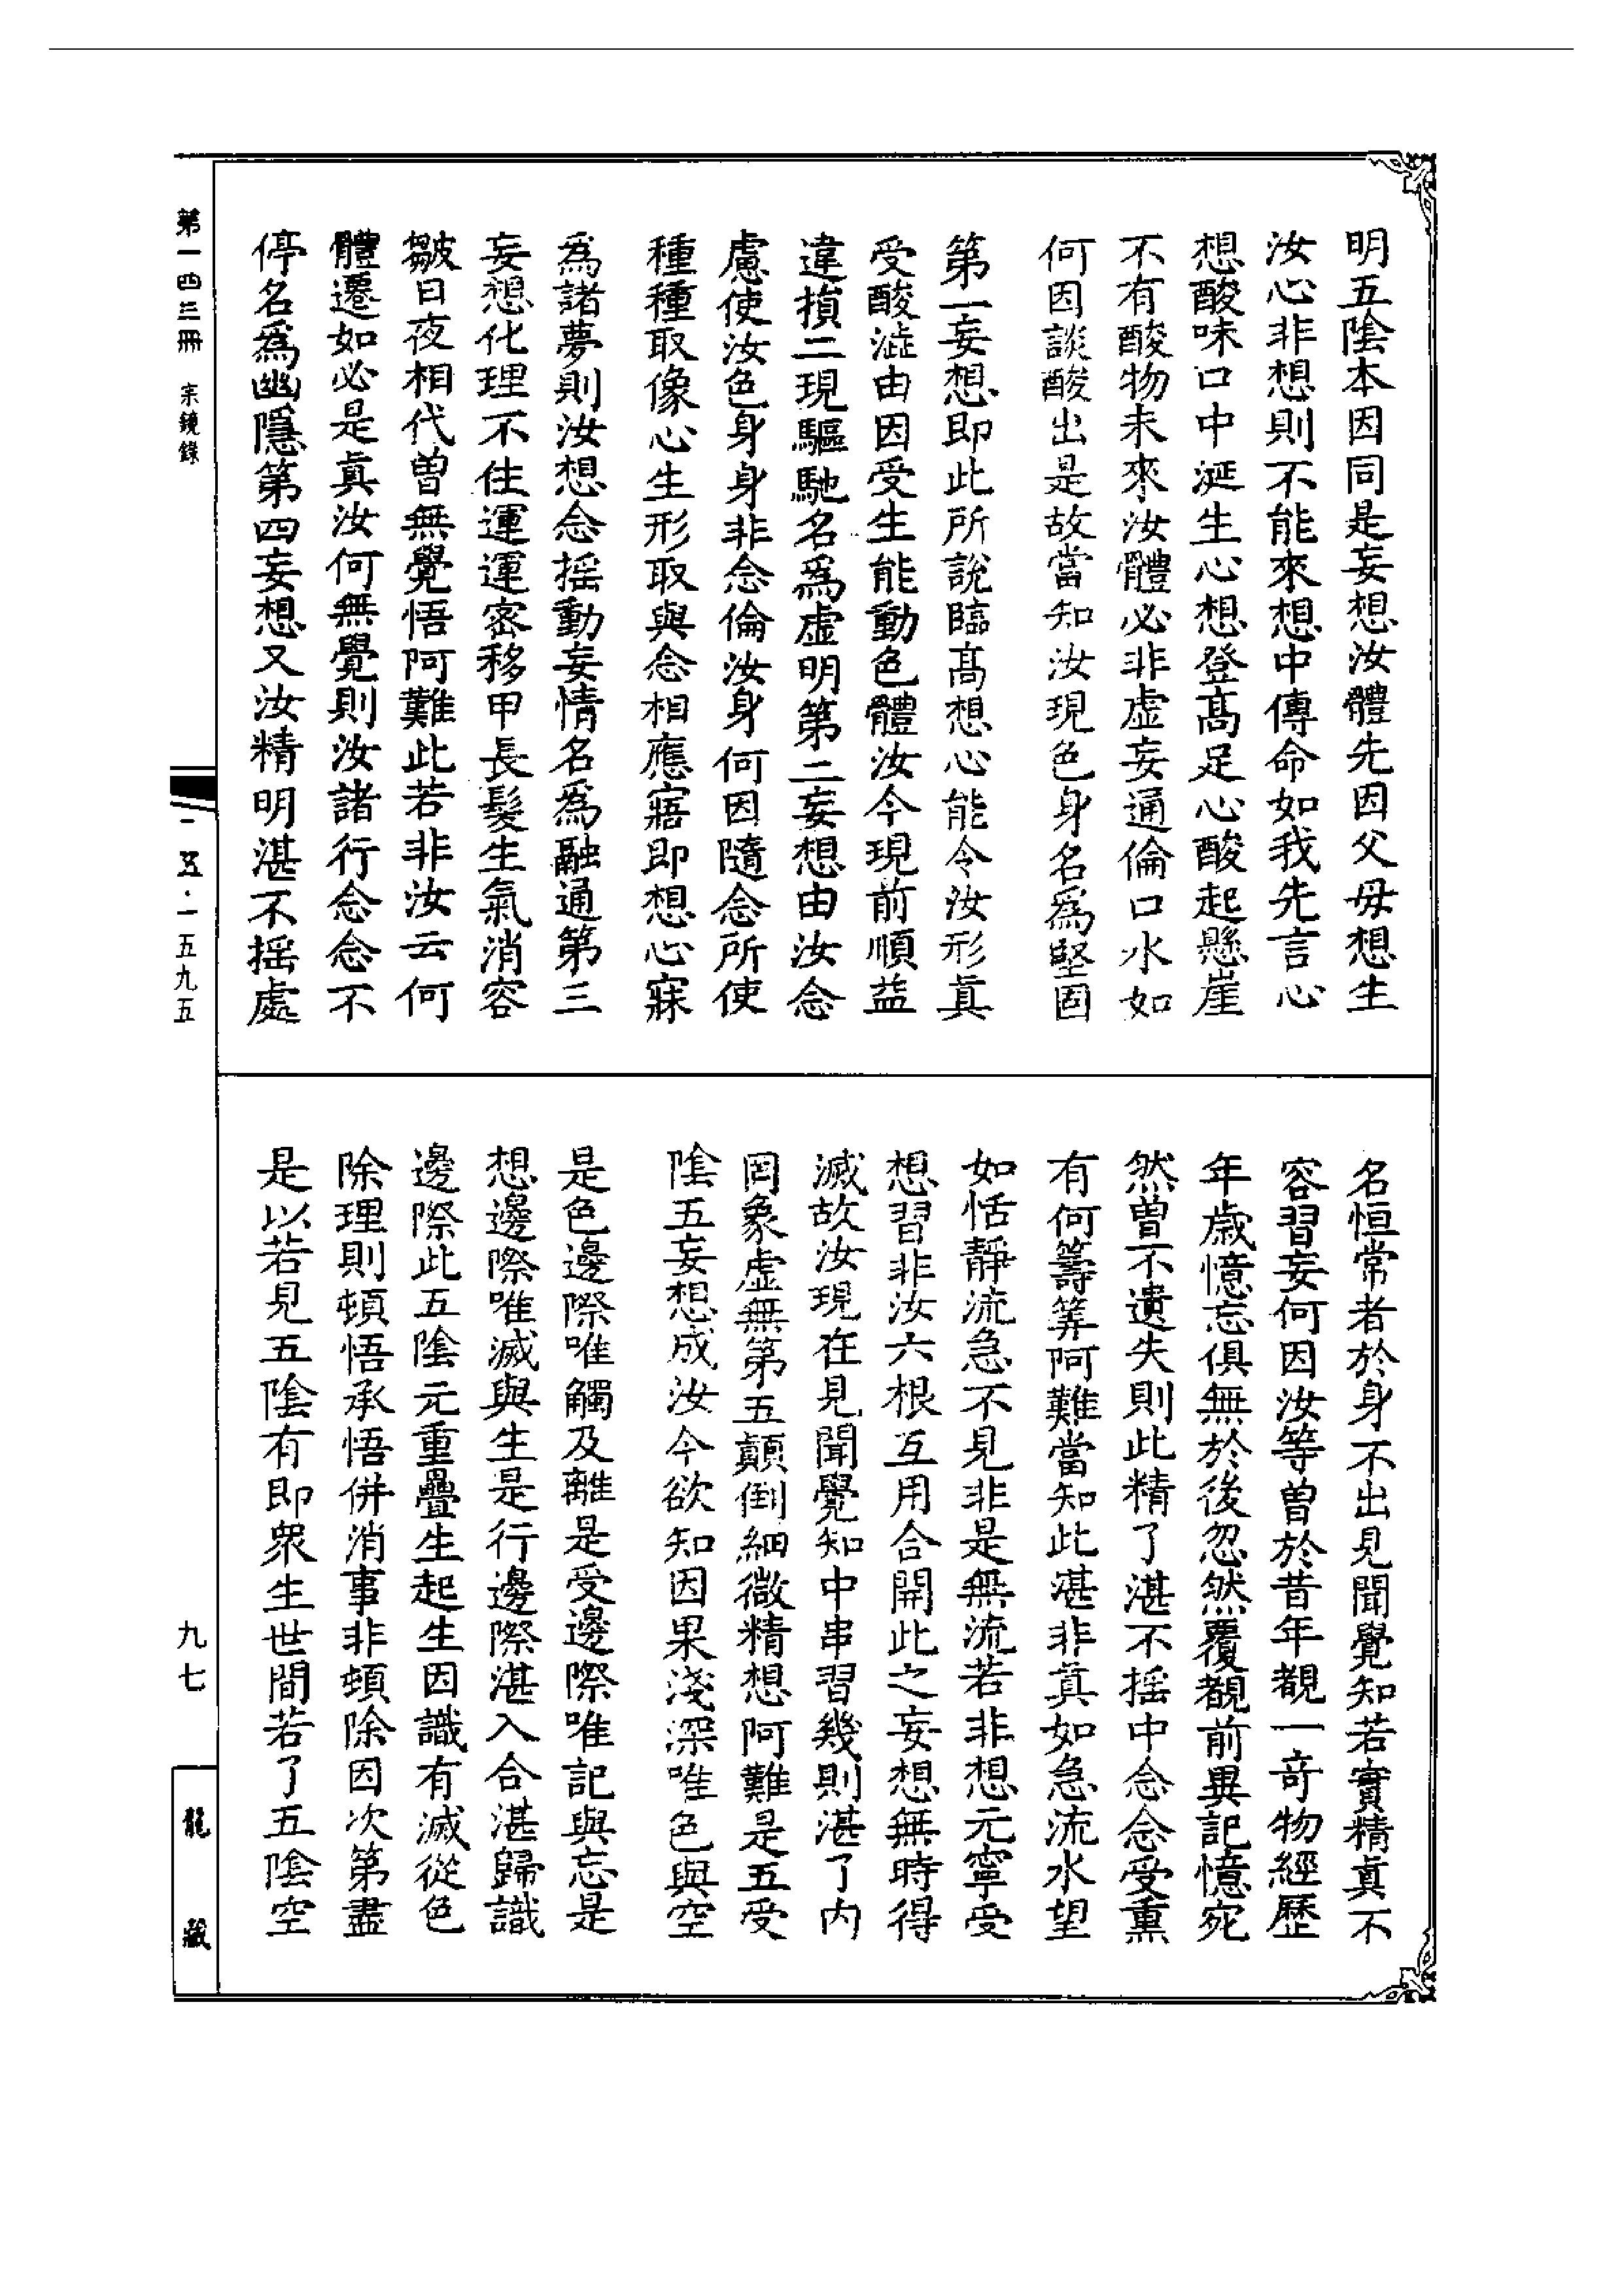 明五陰本因同是妄想汝體先因父母想生
汝心非想則不能來想中傳命如我先言心
想酸味口中涎生心想登高足心酸起懸崖
不有酸物未來汝體必非虛妄通倫口水如
何因談酸出是故當知汝現色身名爲堅固
第一妄想即此所說臨高想心能令汝形真
受酸澁由因受生能動色體汝今現前順益
違損二現驅馳名爲虛明第二妄想由汝念
慮使汝色身身非念倫汝身何因隨念所使
種種取像心生形取與念相應寤即想心寐
爲諸夢則汝想念搖動妄情名爲融通第三
妄想化理不住運運密移甲長髮生氣消容
皺日夜相代曾無覺悟阿難此若非汝云何
體遷如必是真汝何無覺則汝諸行念念不
停名爲幽隱第四妄想又汝精明湛不搖處
名恒常者於身不出見聞覺知若實精真不
容習妄何因汝等曾於昔年覩一奇物經歷
年歲憶忘俱無於後忽然覆覩前異記憶宛
然曾不遺失則此精了湛不搖中念念受熏
有何籌筭阿難當知此湛非真如急流水望
如恬靜流急不見非是無流若非想元寧受
想習非汝六根互用合開此之妄想無時得
滅故汝現在見聞覺知中串習幾則湛了內
罔象虛無第五顛倒細微精想阿難是五受
陰五妄想成汝今欲知因果淺深唯色與空
是色邊際唯觸及離是受邊際唯記與忘是
想邊際唯滅與生是行邊際湛入合湛歸識
邊際此五陰元重疊生起生因識有滅從色
除理則頓悟承悟併消事非頓除因次第盡
是以若見五陰有即衆生世間若了五陰空
第一四三冊 宗鏡錄
一五·一五九五
九七
龍藏